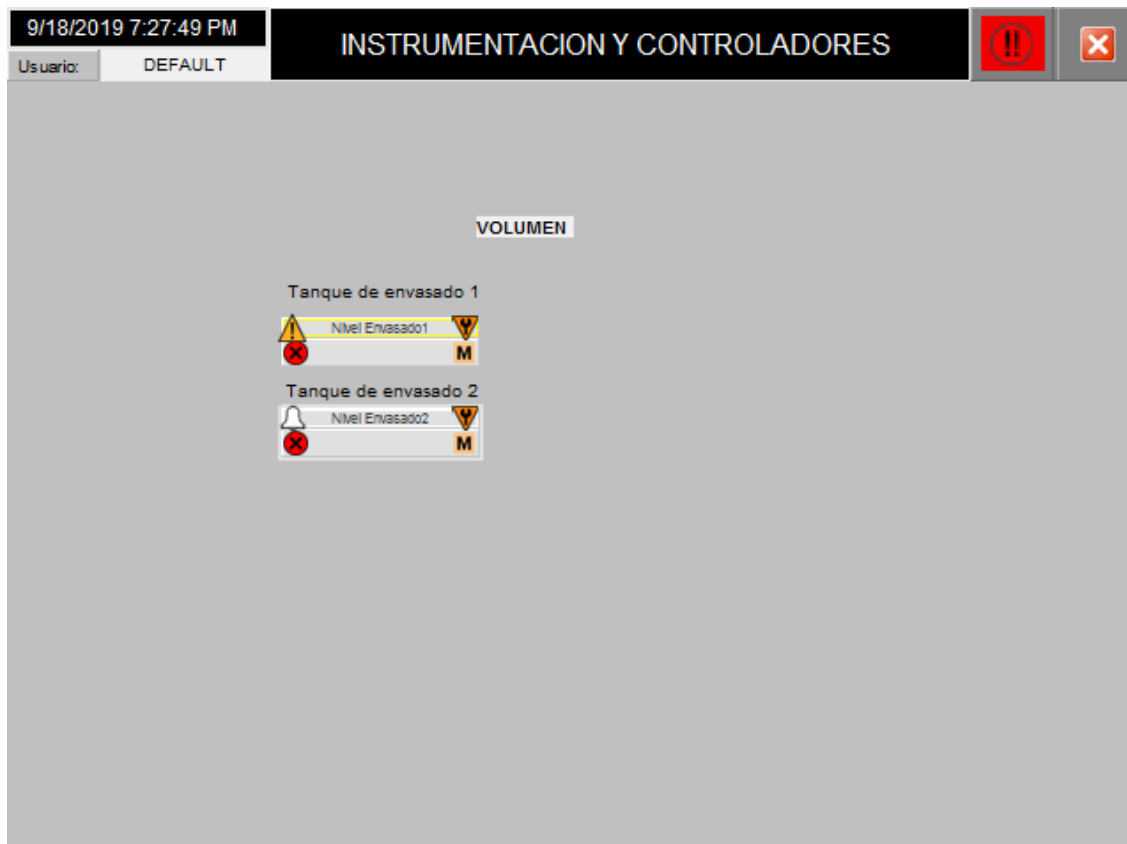 9/18/2019 7:27:49 PM
INSTRUMENTACION Y CONTROLADORES
Usuario: DEFAULT
VOLUMEN
Tanque de envasado 1
Nivel Envasado1
M
Tanque de envasado 2
Nivel Envasado2
M